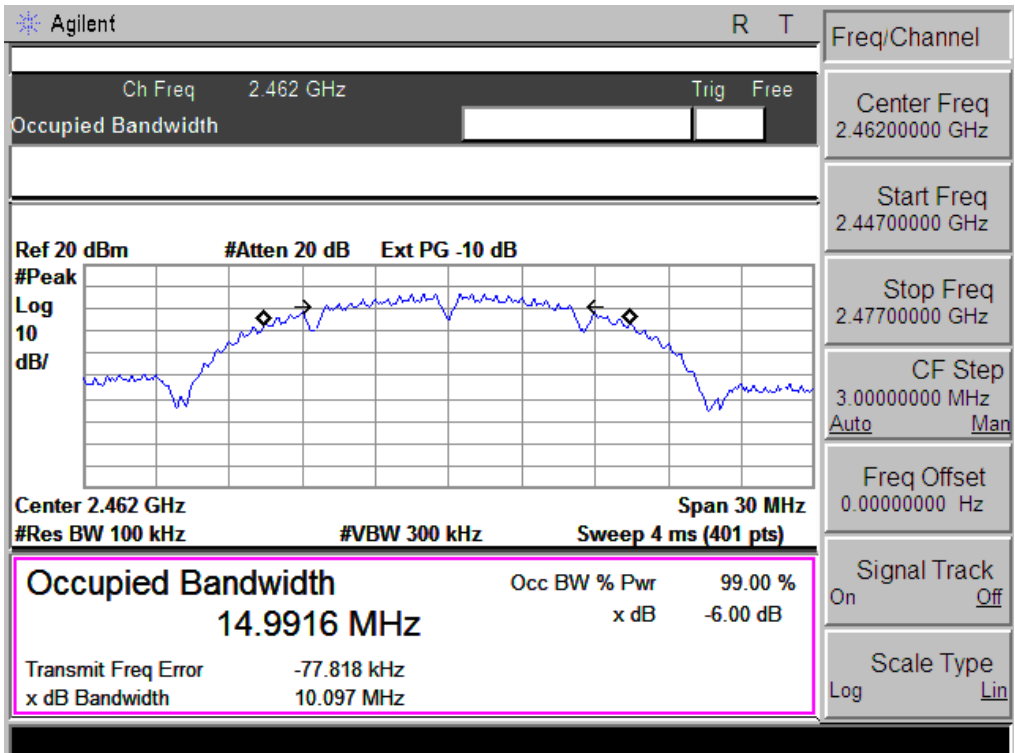 Agilent R T
Ch Freq 2.462 GHz Trig Free
Occupied Bandwidth
Ref 20 dBm #Atten 20 dB Ext PG -10 dB
#Peak
Log
10
dB/
Center 2.462 GHz Span 30 MHz
#Res BW 100 kHz #VBW 300 kHz Sweep 4 ms (401 pts)
Occupied Bandwidth Occ BW % Pwr 99.00 %
14.9916 MHz x dB -6.00 dB
Transmit Freq Error -77.818 kHz
x dB Bandwidth 10.097 MHz
Freq/Channel
Center Freq
2.46200000 GHz
Start Freq
2.44700000 GHz
Stop Freq
2.47700000 GHz
CF Step
3.00000000 MHz
Auto Man
Freq Offset
0.00000000 Hz
Signal Track
On Off
Scale Type
Log Lin